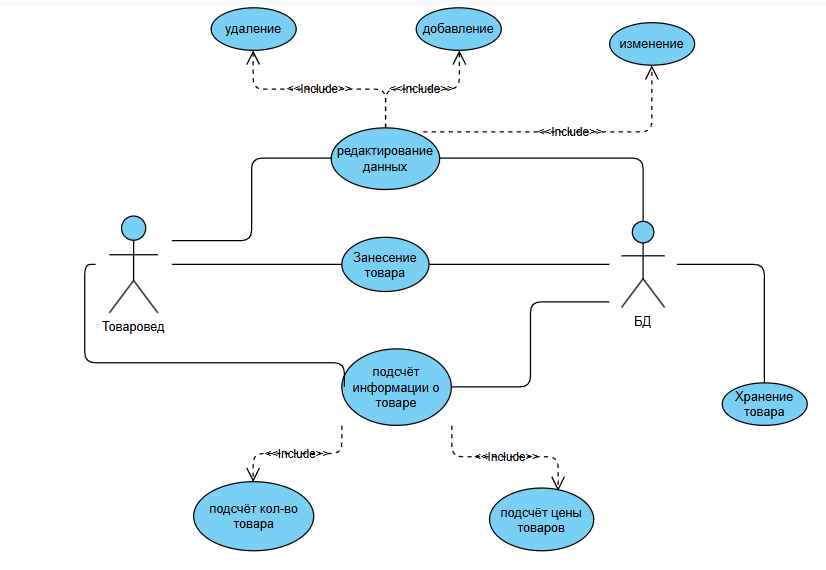 удаление
добавление
изменение
<<Include>>
<<Include>>
<<Include>>
редактирование
данных
Занесение
товара
Товаровед
БД
подсчёт
информации о
товаре
Хранение
товара
<<Include>>
<<Include>>
подсчёт кол-во
товара
подсчёт цены
товаров